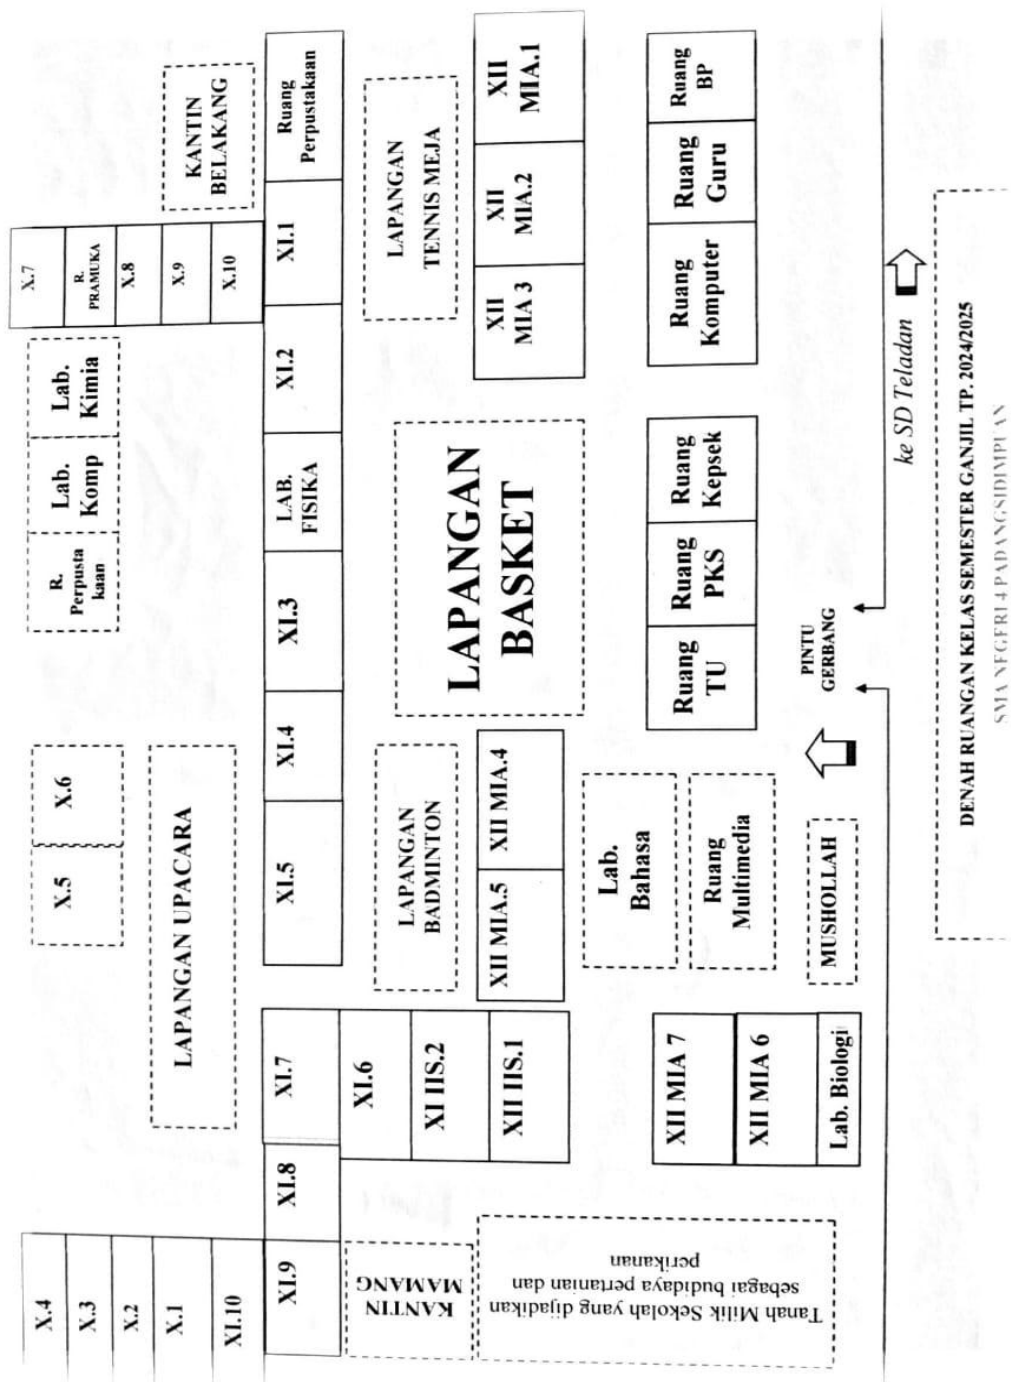 X.4
X.3
X.2
X.1
XI.10
X.5
X.6
R.
Perpusta
kaan
Lab.
Komp
Lab.
Kimia
X.7
R.
PRAMUKA
X.8
X.9
X.10
KANTIN
BELAKANG
LAPANGAN UPACARA
XI.9
XI.8
XI.7
XI.5
XI.4
XI.3
LAB.
FISIKA
XI.2
XI.1
Ruang
Perpustakaan
KANTIN
MAMANG
XI.6
XI IIS.2
XII IIS.1
LAPANGAN
BADMINTON
XII MIA.5
XII MIA.4
LAPANGAN
BASKET
LAPANGAN
TENNIS MEJA
XII
MIA 3
XII
MIA.2
XII
MIA.1
Tanah Milik Sekolah yang dijadikan
sebagai budidaya pertanian dan
perikanan
XII MIA 7
XII MIA 6
Lab. Biologi
Lab.
Bahasa
Ruang
Multimedia
MUSHOLLAH
Ruang
TU
Ruang
PKS
Ruang
Kepsek
Ruang
Komputer
Ruang
Guru
Ruang
BP
PINTU
GERBANG
ke SD Teladan
DENAH RUANGAN KELAS SEMESTER GANJIL TP. 2024/2025
SMA NEGERI 4 PADANGSIDIMPUAN